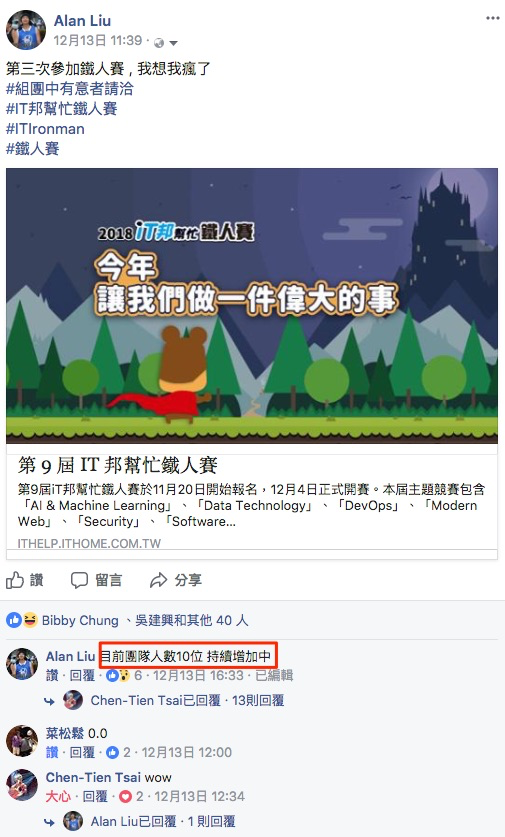 Alan Liu
12月13日 11:39 ·
第三次參加鐵人賽 , 我想我瘋了
#組團中有意者請洽
#IT邦幫忙鐵人賽
#ITIronman
#鐵人賽
2018 iT邦幫忙 鐵人賽
今年
讓我們做一件偉大的事
第 9 屆 IT 邦幫忙鐵人賽
第9屆iT邦幫忙鐵人賽於11月20日開始報名，12月4日正式開賽。本屆主題競賽包含
「AI & Machine Learning」、「Data Technology」、「DevOps」、「Modern
Web」、「Security」、「Software...
ITHELP.ITHOME.COM.TW
讚 留言 分享
Bibby Chung 、吳建興和其他 40 人
Alan Liu 目前團隊人數10位 持續增加中
讚 · 回覆 · 6 · 12月13日 16:33 · 已編輯
Chen-Tien Tsai已回覆 · 13則回覆
菜松鬆 0.0
讚 · 回覆 · 2 · 12月13日 12:00
Chen-Tien Tsai wow
大心 · 回覆 · 2 · 12月13日 12:34
Alan Liu已回覆 · 1 則回覆